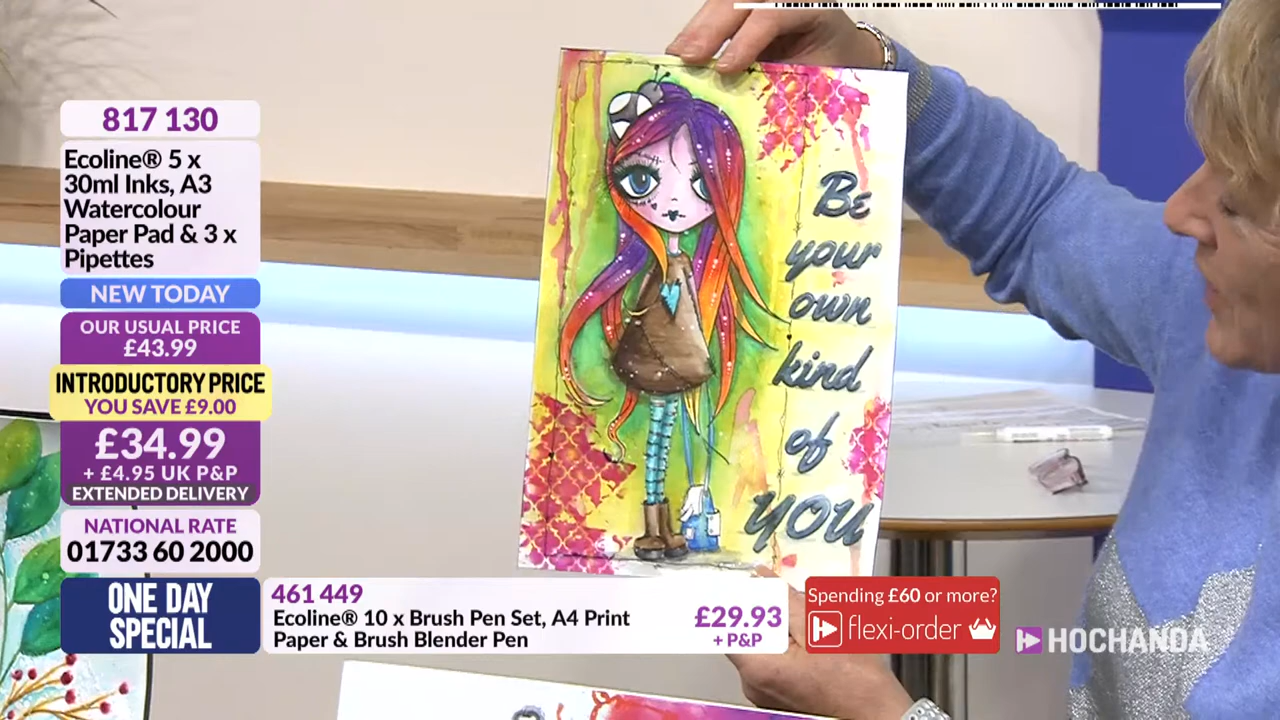 817 130
Ecoline® 5 x
30ml Inks, A3
Watercolour
Paper Pad & 3 x
Pipettes
NEW TODAY
OUR USUAL PRICE
£43.99
INTRODUCTORY PRICE
YOU SAVE £9.00
£34.99
+ £4.95 UK P&P
EXTENDED DELIVERY
NATIONAL RATE
01733 60 2000
ONE DAY
SPECIAL
461 449
Ecoline® 10 x Brush Pen Set, A4 Print
Paper & Brush Blender Pen
£29.93
+ P&P
Spending £60 or more?
flexi-order
HOCHANDA
Be
your
own
kind
of
YOU